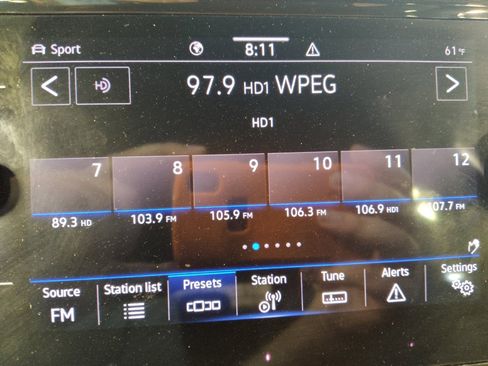 Sport 8:11 61 °F
HD 97.9 HD1 WPEG
HD1
7 8 9 10 11 12
89.3 HD 103.9 FM 105.9 FM 106.3 FM 106.9 HD1 107.7 FM
Source Station list Presets Station Tune Alerts Settings
FM